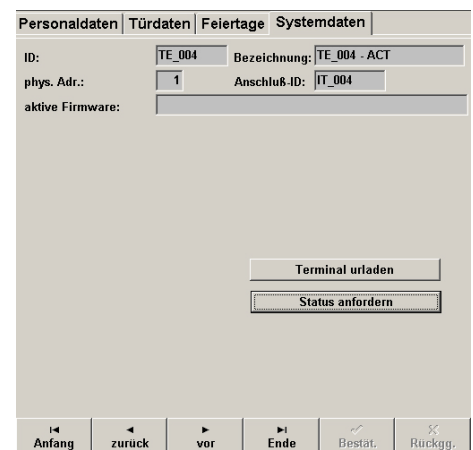 Personaldaten Türdaten Feiertage Systemdaten
ID: TE_004 Bezeichnung: TE_004 - ACT
phys. Adr.: 1 Anschluß-ID: IT_004
aktive Firmware:
Terminal urladen
Status anfordern
Anfang zurück vor Ende Bestät. Rückgg.